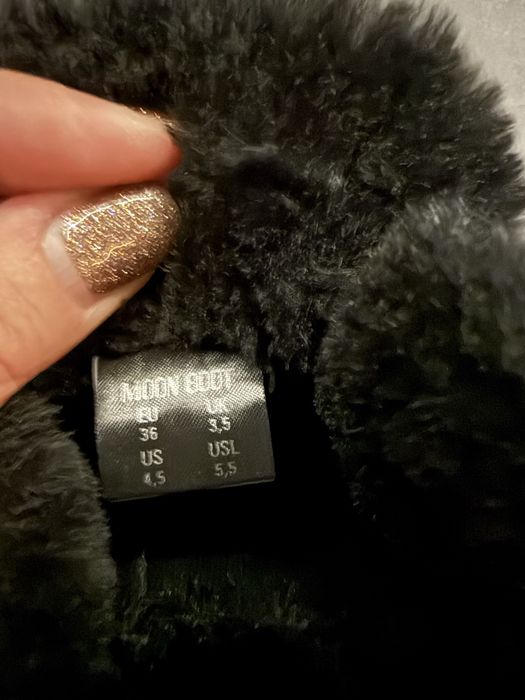 MOON BOOT
EU UK
36 3,5
US USL
4,5 5,5